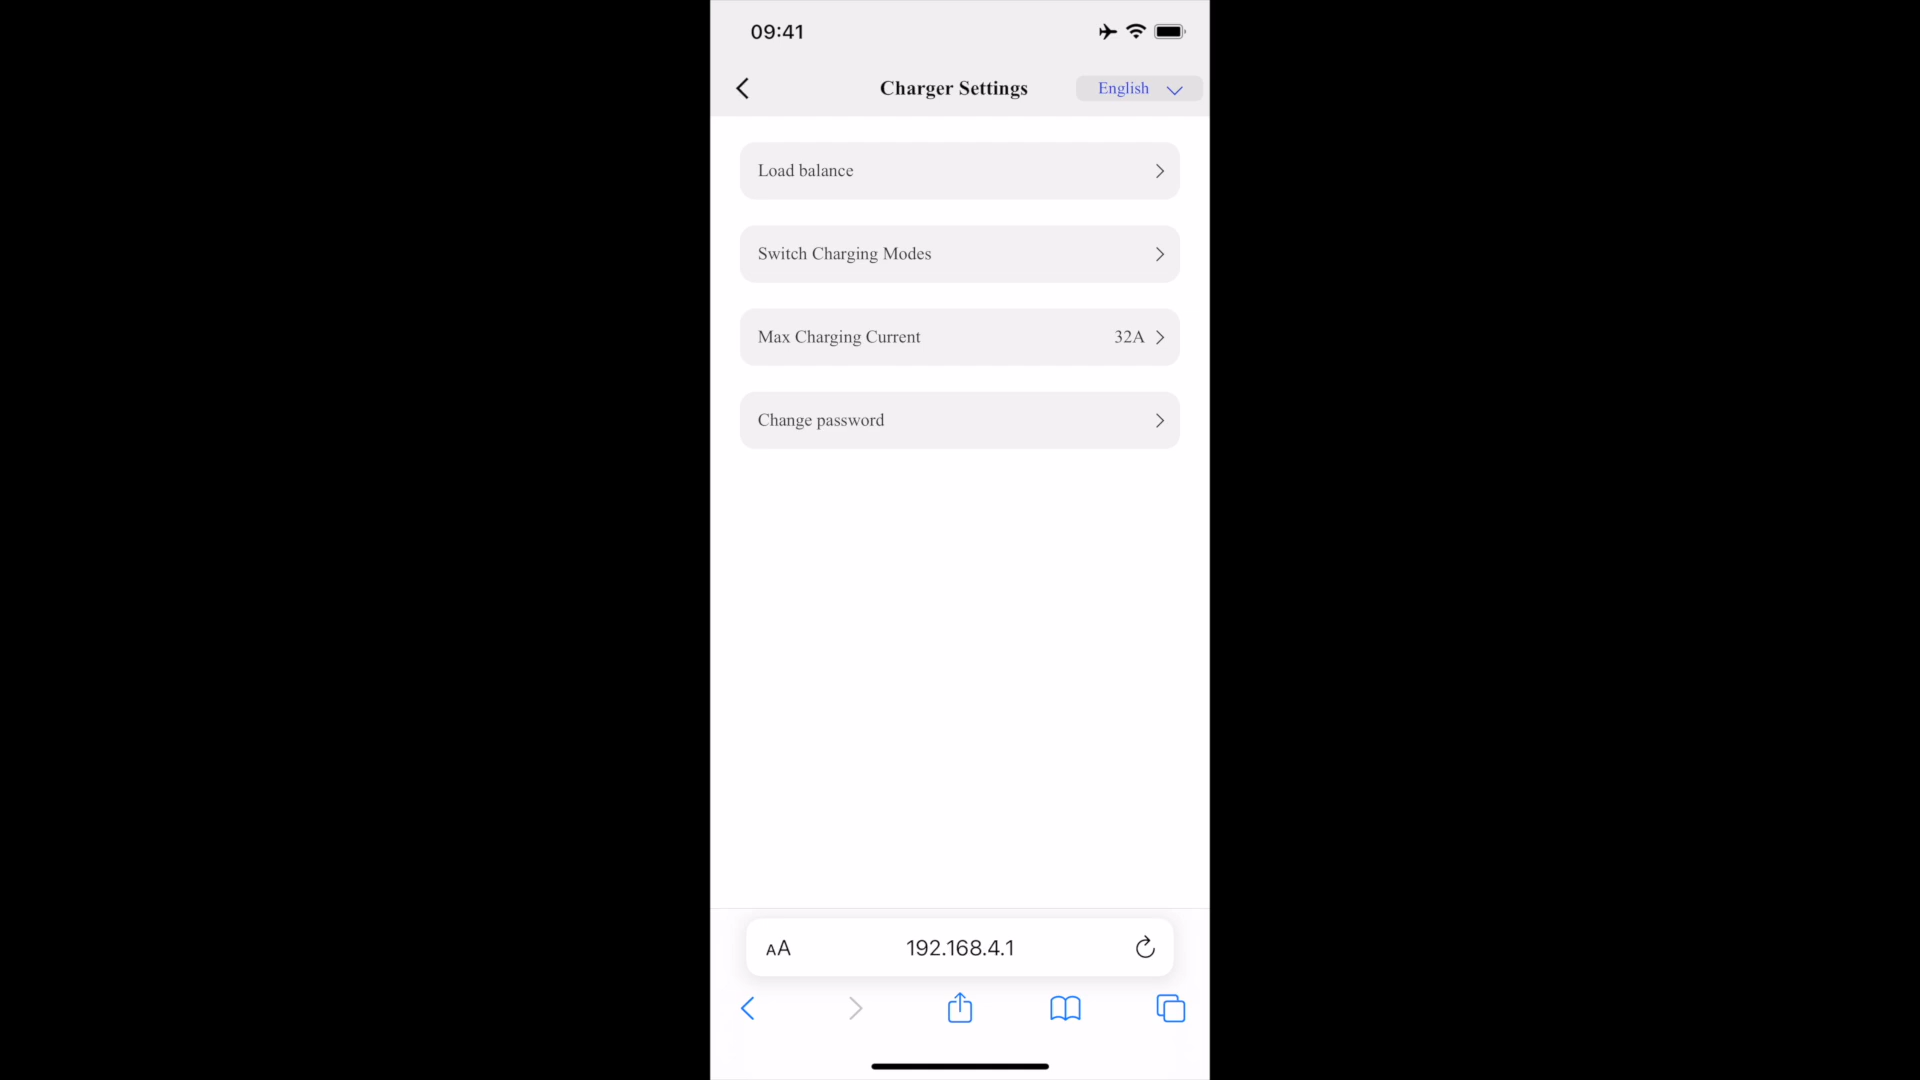 09:41
Charger Settings
English
Load balance
Switch Charging Modes
Max Charging Current 32A
Change password
AA 192.168.4.1